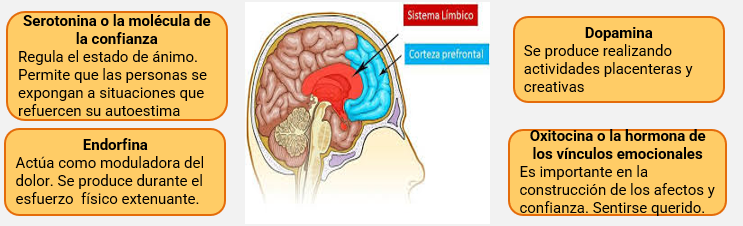 Serotonina o la molécula de
la confianza
Regula el estado de ánimo.
Permite que las personas se
expongan a situaciones que
refuercen su autoestima
Endorfina
Actúa como moduladora del
dolor. Se produce durante el
esfuerzo físico extenuante.
Sistema Límbico
Corteza prefrontal
Dopamina
Se produce realizando
actividades placenteras y
creativas
Oxitocina o la hormona de
los vínculos emocionales
Es importante en la
construcción de los afectos y
confianza. Sentirse querido.